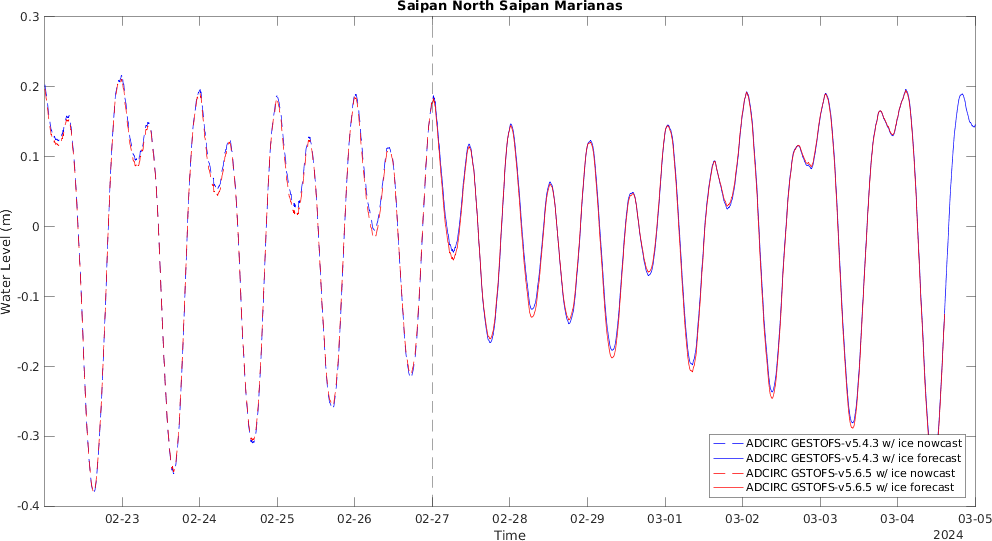 Saipan North Saipan Marianas
0.3
0.2
0.1
0
-0.1
-0.2
-0.3
-0.4
Water Level (m)
ADCIRC GESTOFS-v5.4.3 w/ ice nowcast
ADCIRC GESTOFS-v5.4.3 w/ ice forecast
ADCIRC GSTOFS-v5.6.5 w/ ice nowcast
ADCIRC GSTOFS-v5.6.5 w/ ice forecast
02-23 02-24 02-25 02-26 02-27 02-28 02-29 03-01 03-02 03-03 03-04 03-05
Time
2024